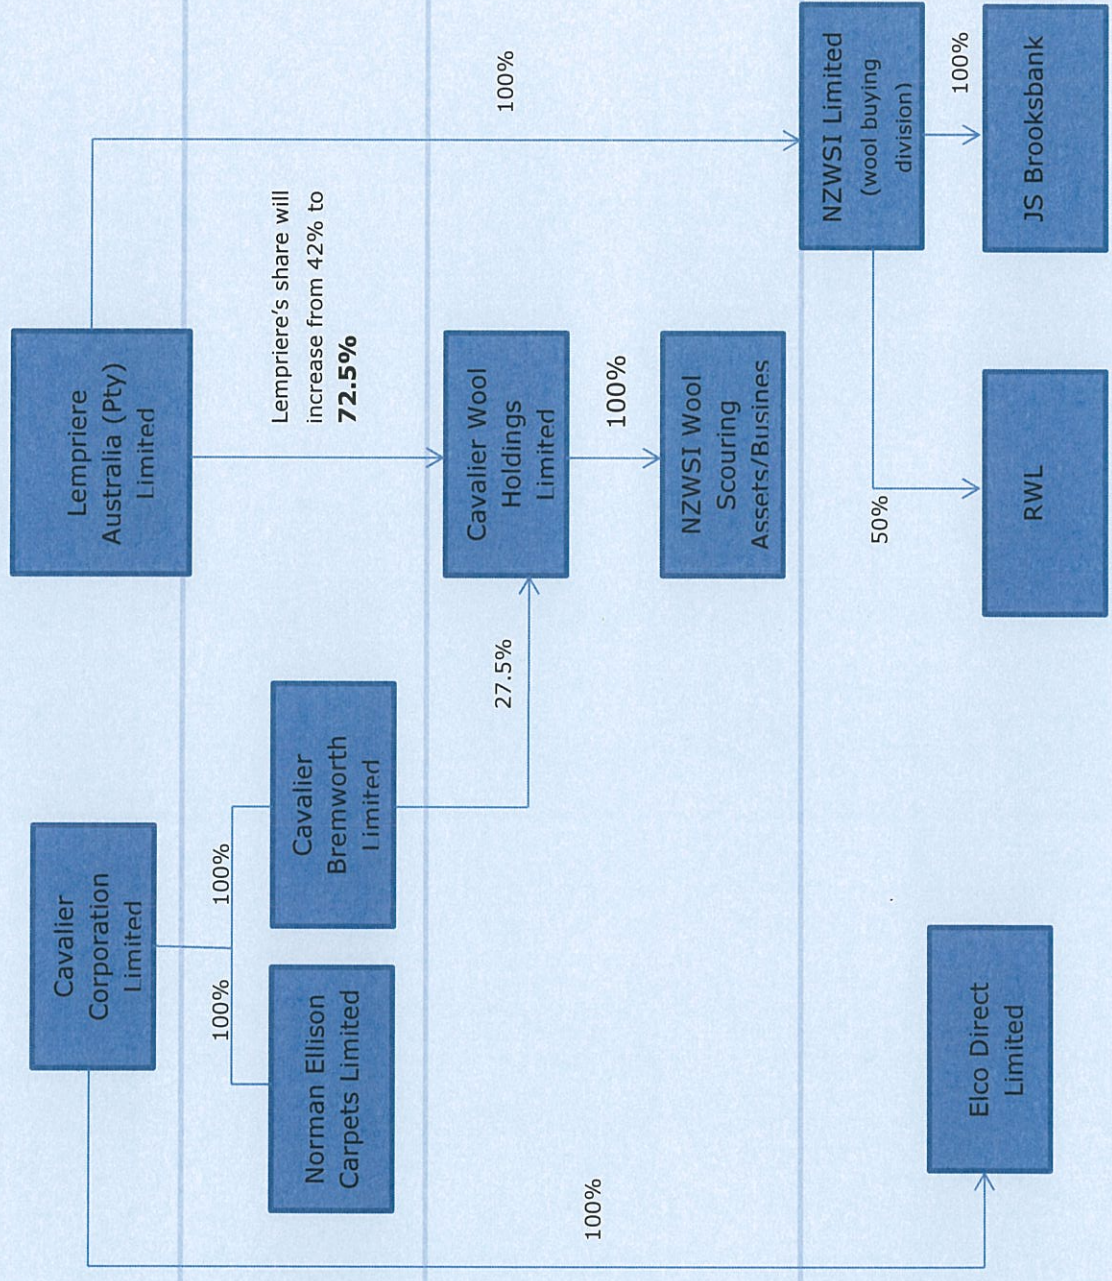 Cavalier
Corporation
Limited
Lempriere
Australia (Pty)
Limited
100%
100%
Lempriere's share will
increase from 42% to
72.5%
Norman Ellison
Carpets Limited
Cavalier
Bremworth
Limited
27.5%
100%
Cavalier Wool
Holdings
Limited
100%
100%
NZWSI Wool
Scouring
Assets/Busines
NZWSI Limited
(wool buying
division)
50%
100%
Elco Direct
Limited
RWL
JS Brooksbank